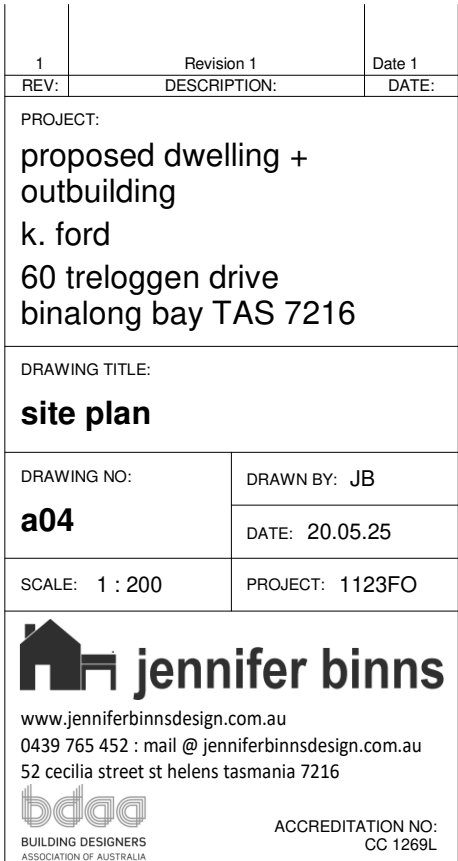 1 Revision 1 Date 1
REV: DESCRIPTION: DATE:
PROJECT:
proposed dwelling +
outbuilding
k. ford
60 treloggen drive
binalong bay TAS 7216
DRAWING TITLE:
site plan
DRAWING NO:
a04
DRAWN BY: JB
DATE: 20.05.25
SCALE: 1 : 200
PROJECT: 1123FO
jennifer binns
www.jenniferbinnsdesign.com.au
0439 765 452 : mail @ jenniferbinnsdesign.com.au
52 cecilia street st helens tasmania 7216
bdaa
BUILDING DESIGNERS
ASSOCIATION OF AUSTRALIA
ACCREDITATION NO:
CC 1269L